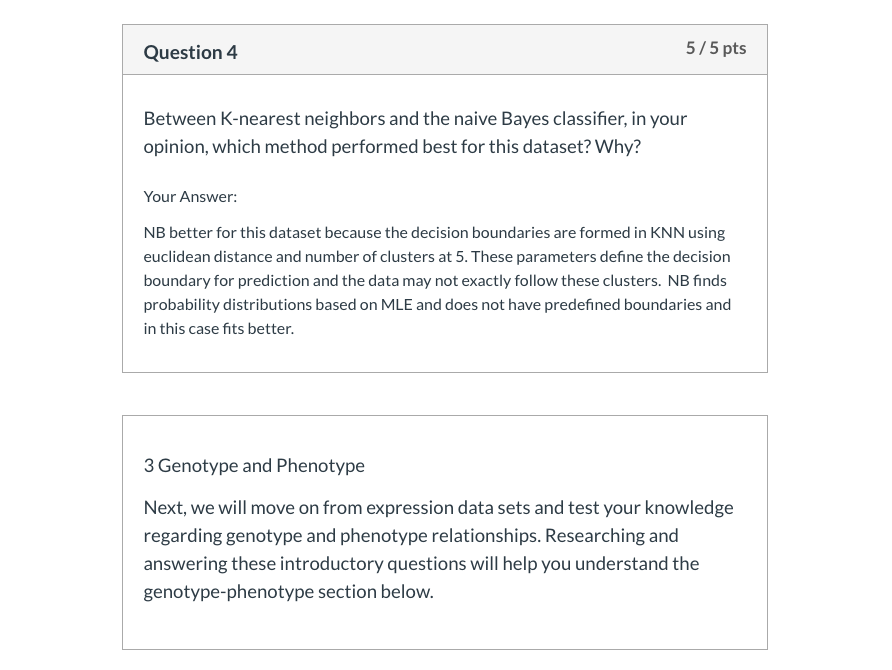 Question 4
5 / 5 pts
Between K-nearest neighbors and the naive Bayes classifier, in your
opinion, which method performed best for this dataset? Why?
Your Answer:
NB better for this dataset because the decision boundaries are formed in KNN using
euclidean distance and number of clusters at 5. These parameters define the decision
boundary for prediction and the data may not exactly follow these clusters.  NB finds
probability distributions based on MLE and does not have predefined boundaries and
in this case fits better.
3 Genotype and Phenotype
Next, we will move on from expression data sets and test your knowledge
regarding genotype and phenotype relationships. Researching and
answering these introductory questions will help you understand the
genotype-phenotype section below.